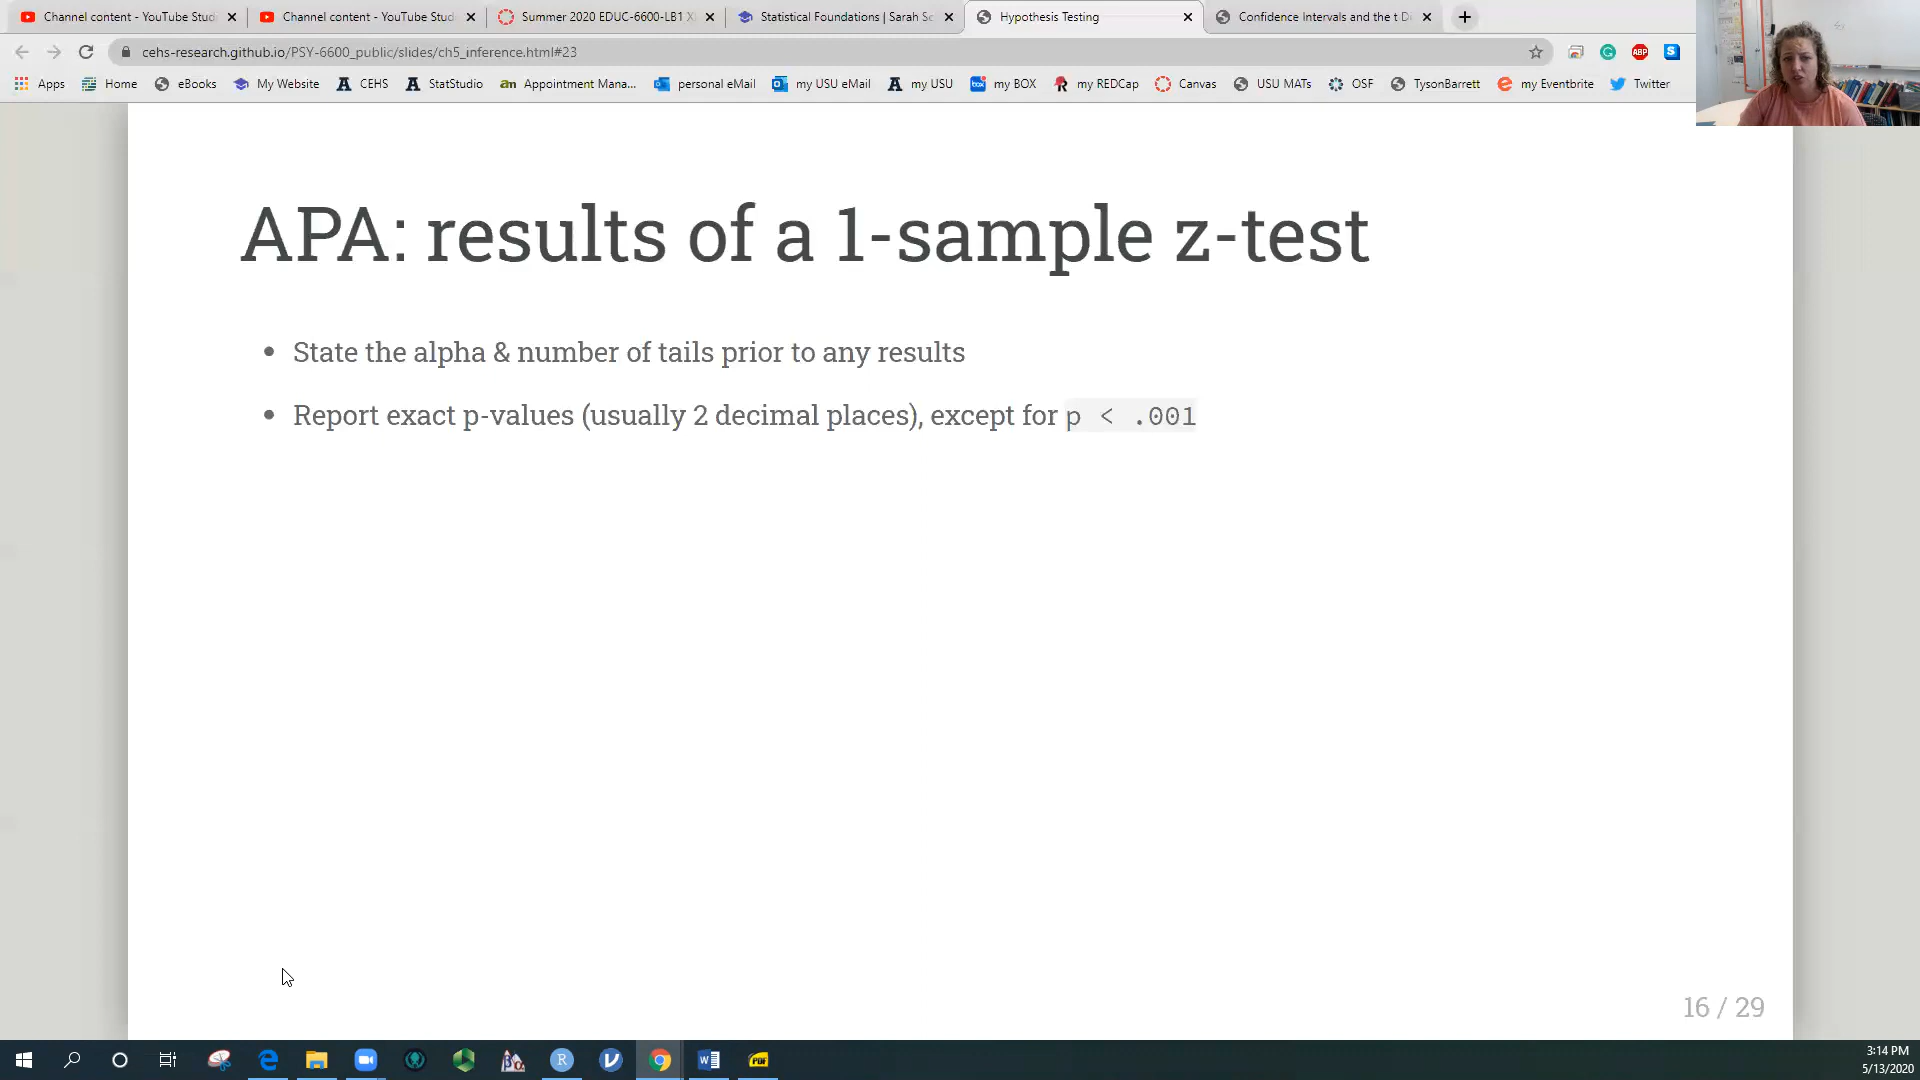 Channel content - YouTube Stud
Channel content - YouTube Stud
Summer 2020 EDUC-6600-LB1 X
Statistical Foundations | Sarah Sc
Hypothesis Testing
Confidence Intervals and the t D
cehs-research.github.io/PSY-6600_public/slides/ch5_inference.html#23
Apps
Home
eBooks
My Website
CEHS
StatStudio
Appointment Mana...
personal eMail
my USU eMail
my USU
my BOX
my REDCap
Canvas
USU MATs
OSF
TysonBarrett
my Eventbrite
Twitter
APA: results of a 1-sample z-test
• State the alpha & number of tails prior to any results
• Report exact p-values (usually 2 decimal places), except for p < .001
16 / 29
3:14 PM
5/13/2020